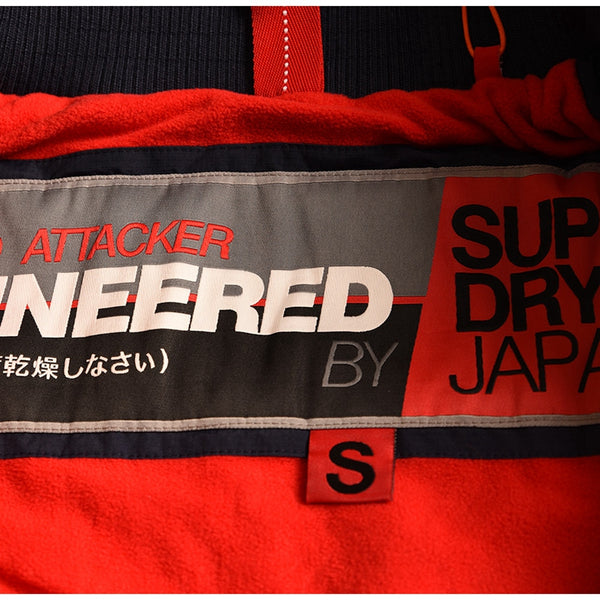 ATTACKER
NEERED
BY
乾燥しなさい)
SUP
DRY
JAPA
S